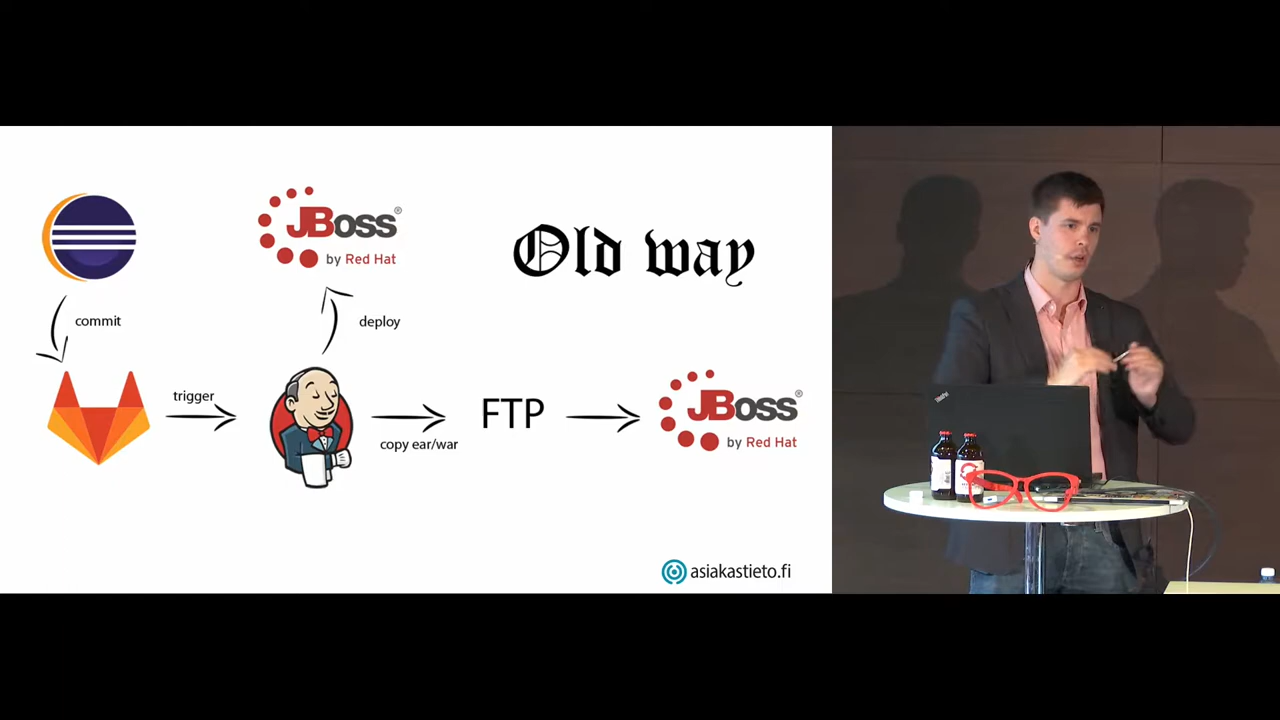 JBoss®
by Red Hat
Old way
commit
deploy
trigger
copy ear/war
FTP
JBoss®
by Red Hat
asiakastieto.fi
ThinkPad